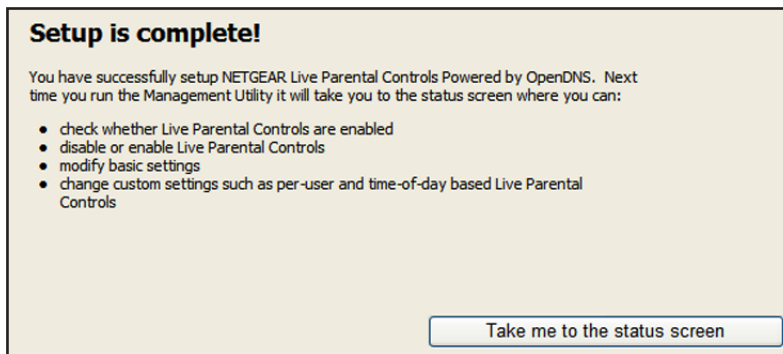 Setup is complete!
You have successfully setup NETGEAR Live Parental Controls Powered by OpenDNS. Next
time you run the Management Utility it will take you to the status screen where you can:
• check whether Live Parental Controls are enabled
• disable or enable Live Parental Controls
• modify basic settings
• change custom settings such as per-user and time-of-day based Live Parental
Controls
Take me to the status screen